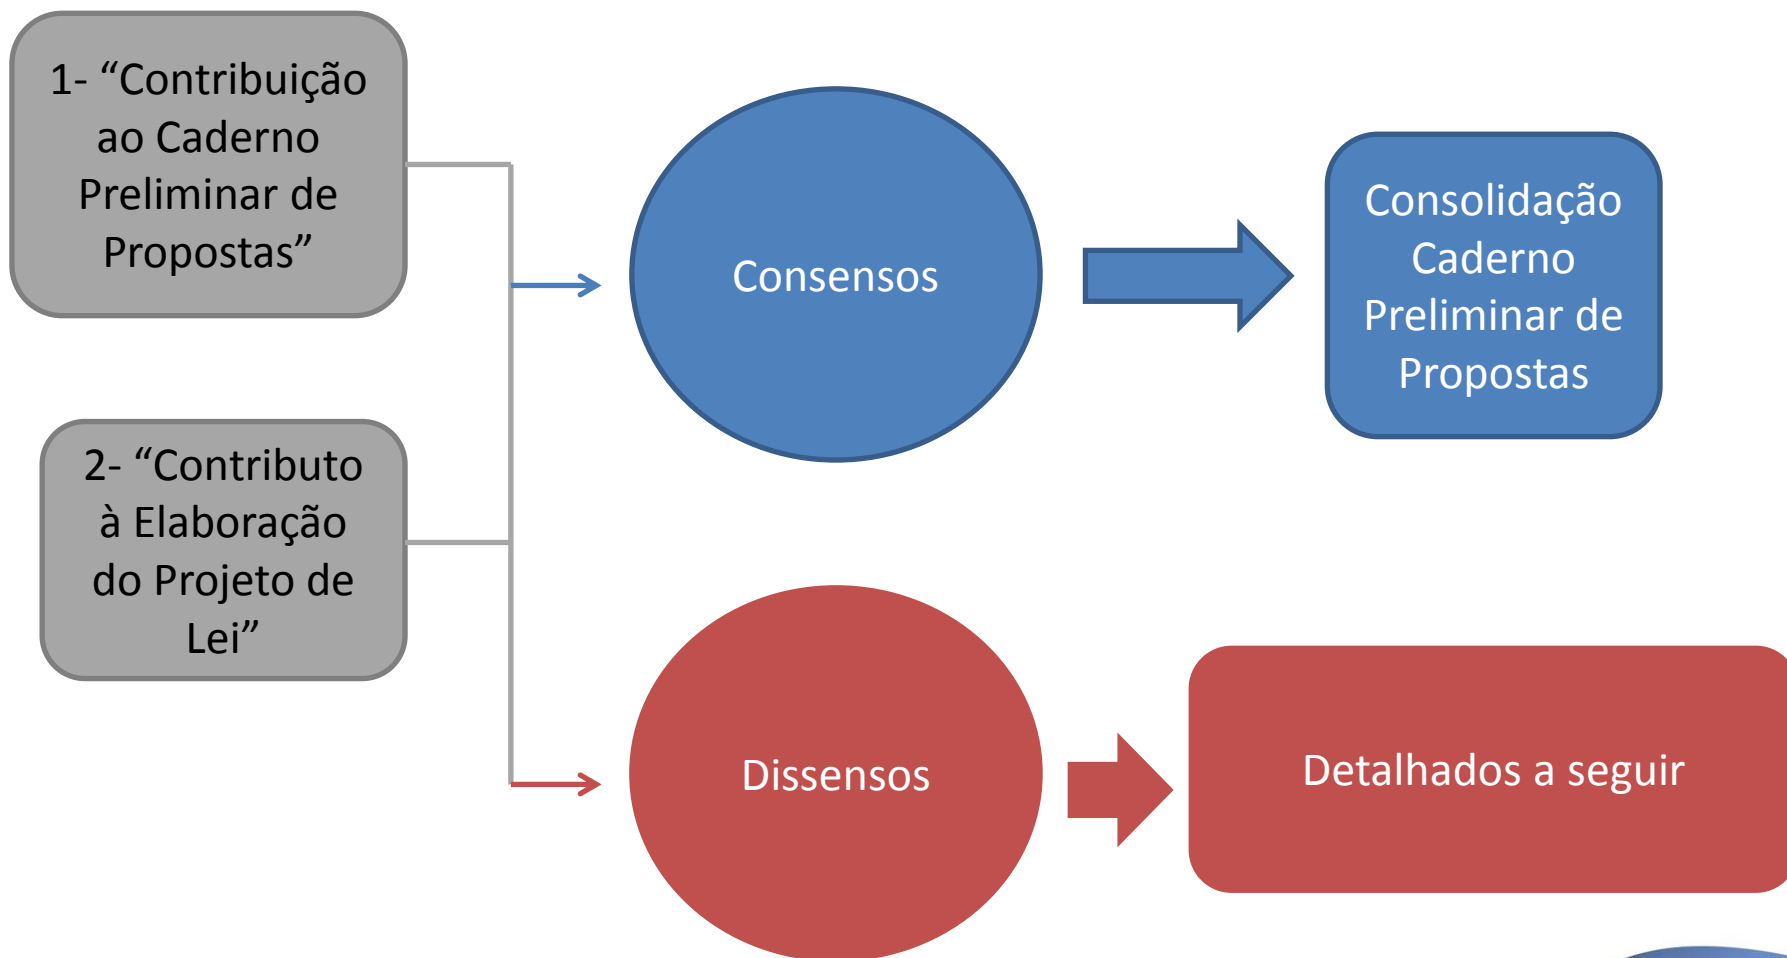 1- “Contribuição
ao Caderno
Preliminar de
Propostas”
Consensos
Consolidação
Caderno
Preliminar de
Propostas
2- “Contributo
à Elaboração
do Projeto de
Lei”
Dissensos
Detalhados a seguir